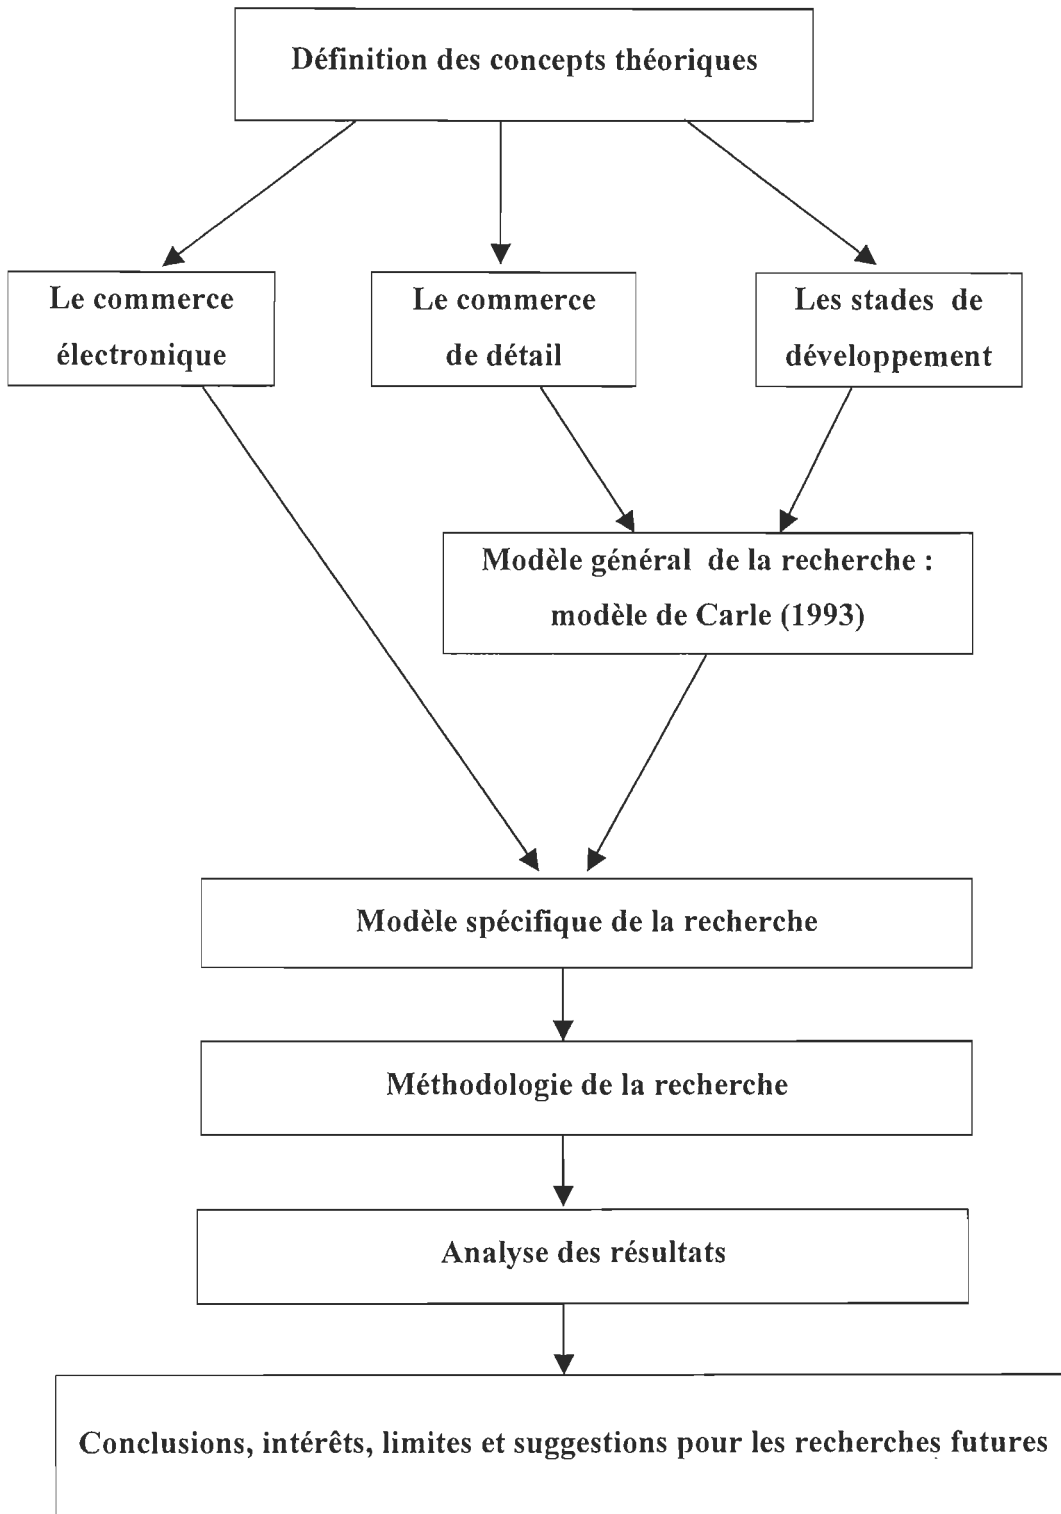 Définition des concepts théoriques
Le commerce
électronique
Le commerce
de détail
Les stades de
développement
Modèle général de la recherche :
modèle de Carle (1993)
Modèle spécifique de la recherche
Méthodologie de la recherche
Analyse des résultats
Conclusions, intérêts, limites et suggestions pour les recherches futures